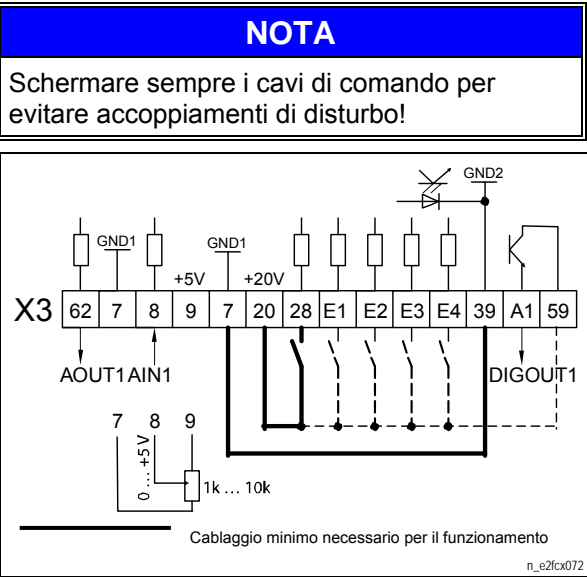 NOTA
Schermare sempre i cavi di comando per
evitare accoppiamenti di disturbo!
GND2
GND1 GND1
+5V +20V
X3 62 7 8 9 7 20 28 E1 E2 E3 E4 39 A1 59
AOUT1 AIN1 DIGOUT1
7 8 9
0 ... +5 V
1k ... 10k
Cablaggio minimo necessario per il funzionamento
n_e2fcx072